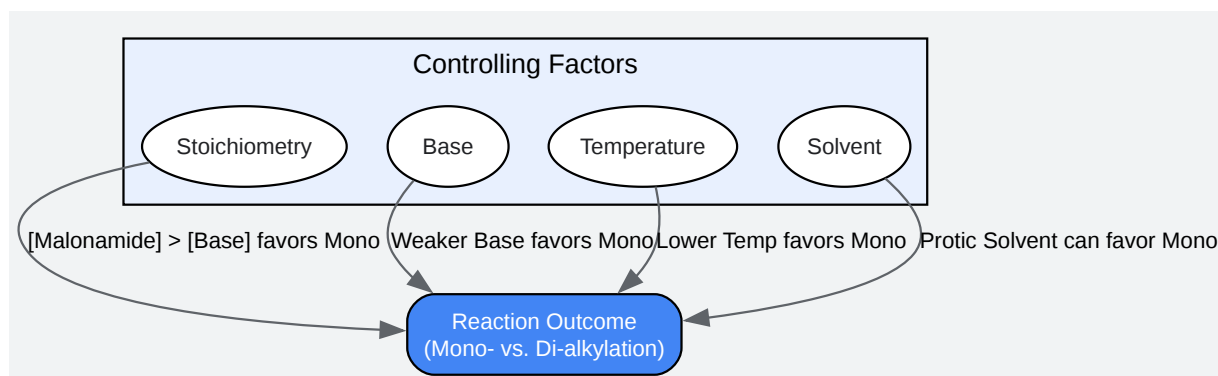 Controlling Factors
Stoichiometry
Base
Temperature
Solvent
[Malonamide] > [Base] favors Mono
Weaker Base favors Mono
Lower Temp favors Mono
Protic Solvent can favor Mono
Reaction Outcome
(Mono- vs. Di-alkylation)